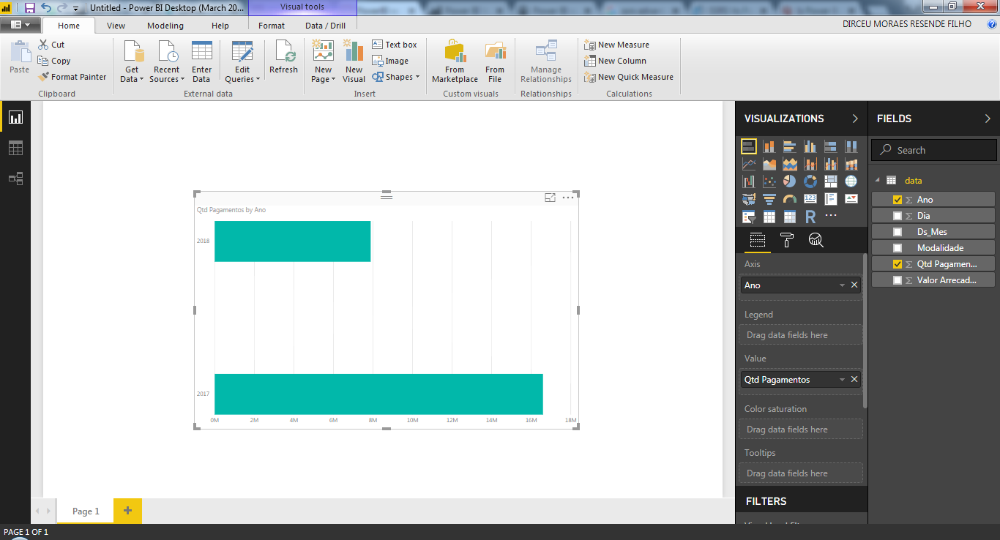 Untitled - Power BI Desktop (March 20...
Visual tools
Home View Modeling Help Format Data / Drill
DIRCEU MORAES RESENDE FILHO
Paste
Cut
Copy
Format Painter
Clipboard
Get Data
Recent Sources
Enter Data
Edit Queries
Refresh
External data
New Page
New Visual
Text box
Image
Shapes
Insert
From Marketplace
From File
Custom visuals
Manage Relationships
Relationships
New Measure
New Column
New Quick Measure
Calculations
Qtd Pagamentos by Ano
2018
2017
0M 2M 4M 6M 8M 10M 12M 14M 16M 18M
VISUALIZATIONS
123
R
Axis
Ano
Legend
Drag data fields here
Value
Qtd Pagamentos
Color saturation
Drag data fields here
Tooltips
Drag data fields here
FILTERS
FIELDS
Search
data
Ano
Dia
Ds_Mes
Modalidade
Qtd Pagamen...
Valor Arrecad...
Page 1
PAGE 1 OF 1